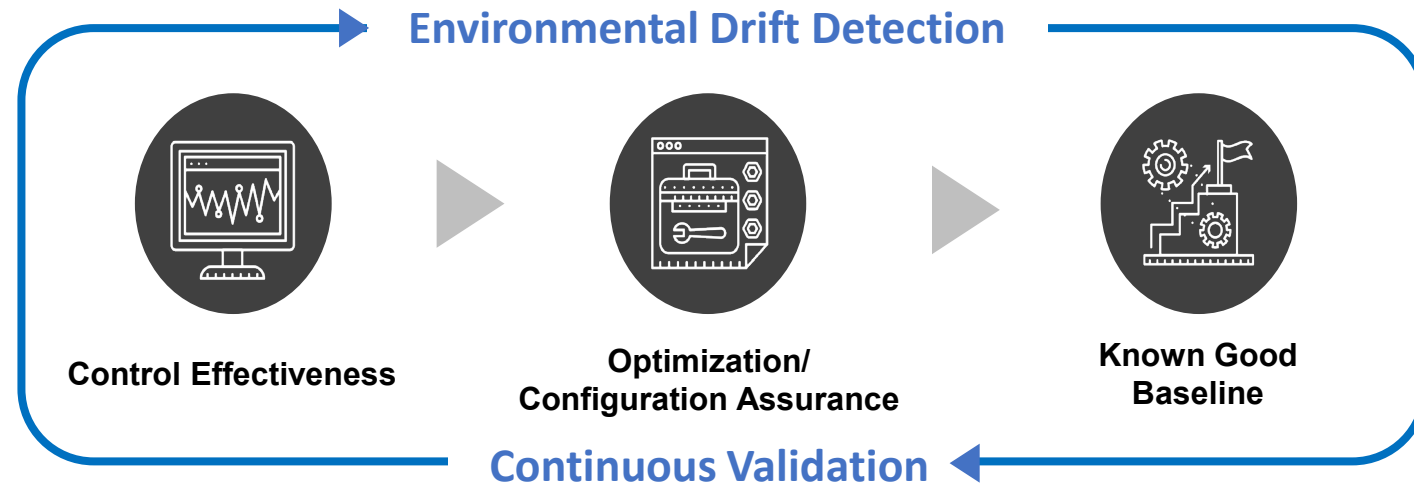 Environmental Drift Detection
Control Effectiveness
Optimization/
Configuration Assurance
Known Good
Baseline
Continuous Validation